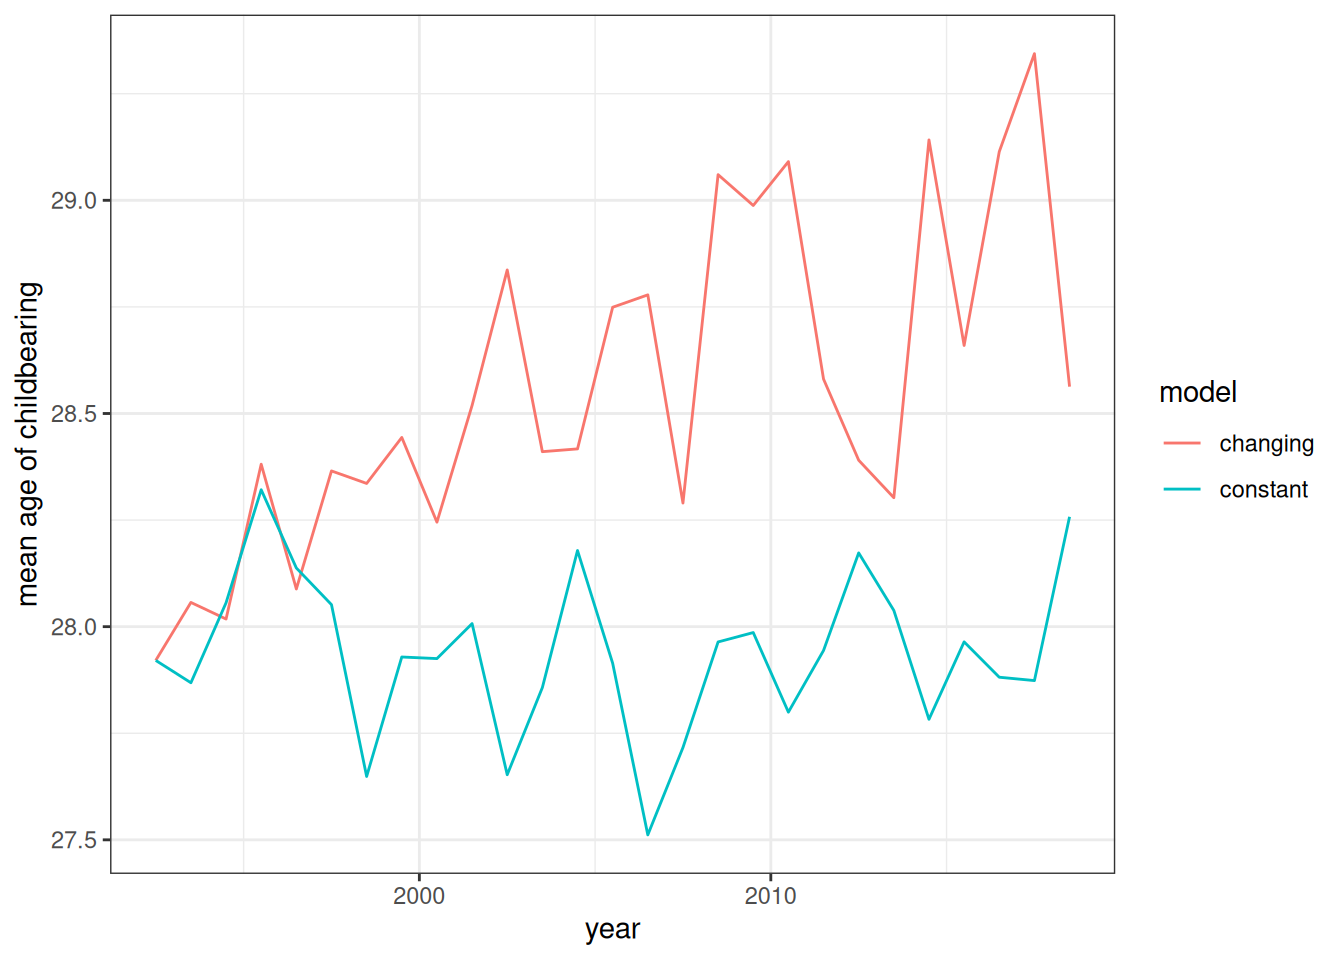 29.0
28.5
28.0
27.5
mean age of childbearing
2000
2010
year
model
changing
constant